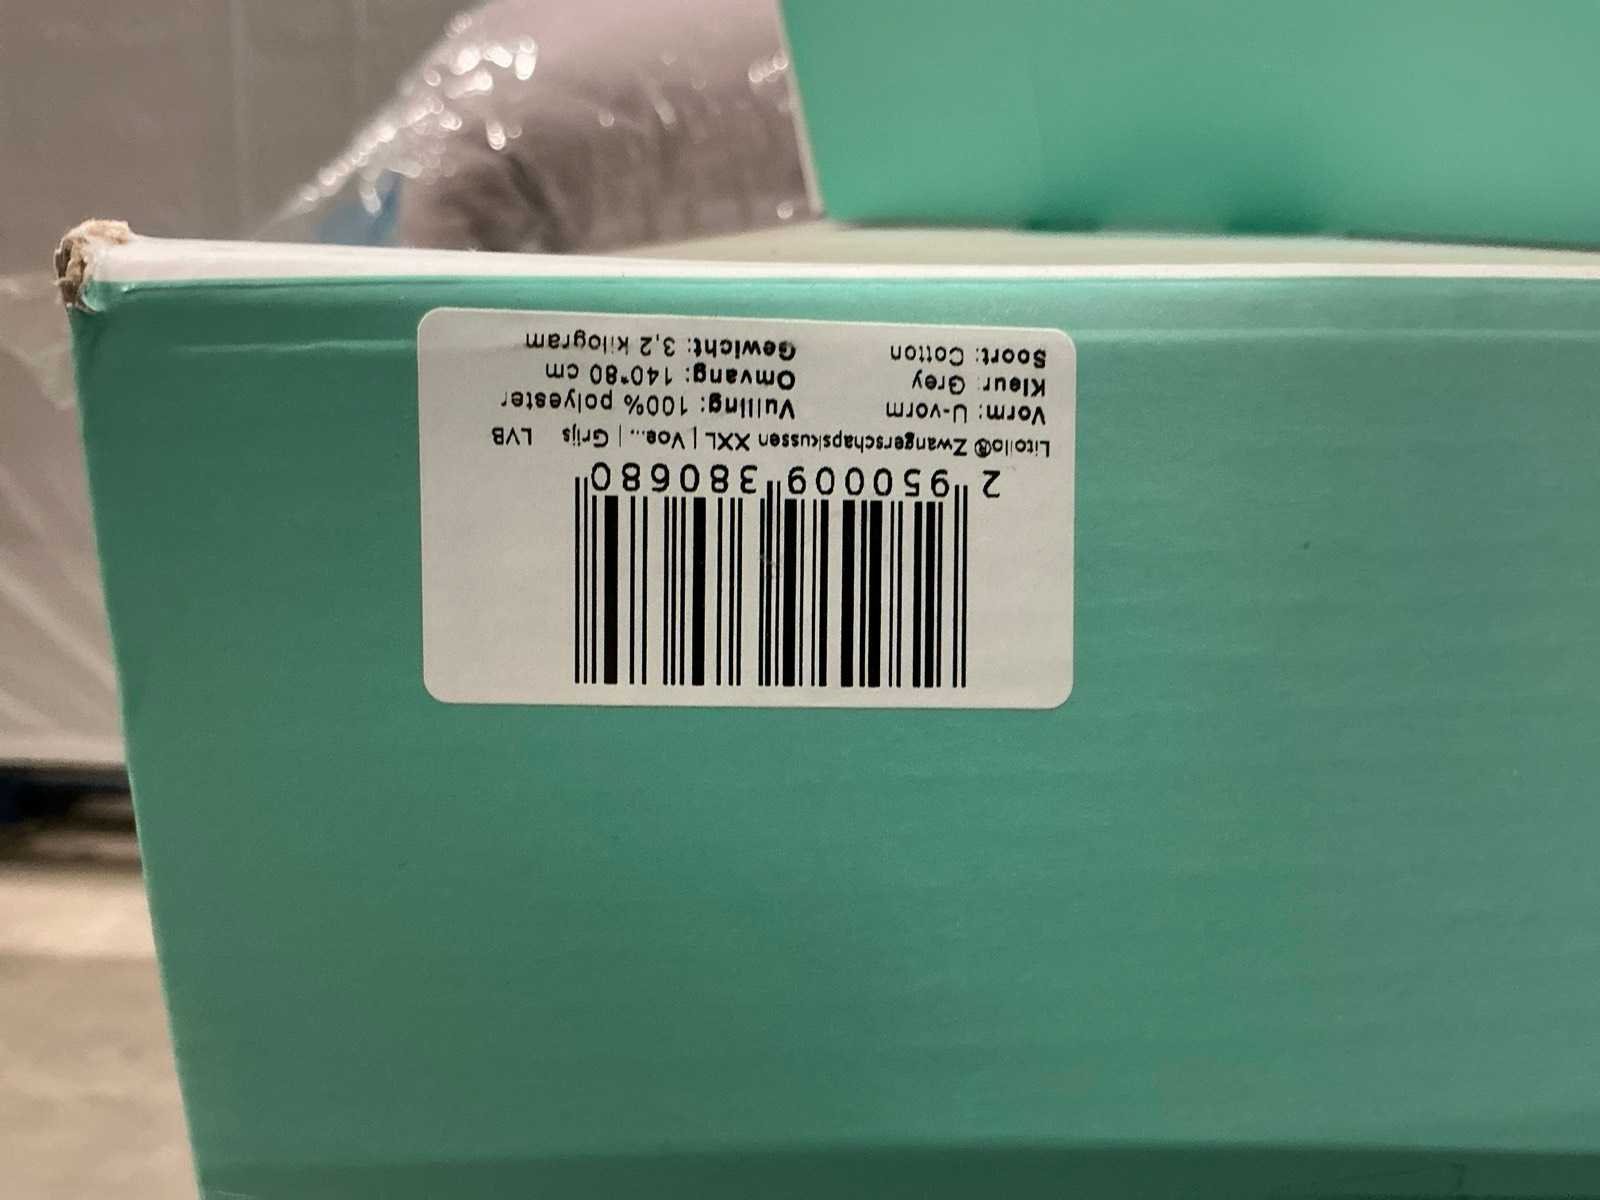 2 950009 380680
Litollo® Zwangerschapskussen XXL | Voe... | Grijs LVB
Vorm: U-vorm Vulling: 100% polyester
Kleur: Grey Omvang: 140*80 cm
Soort: Cotton Gewicht: 3,2 kilogram